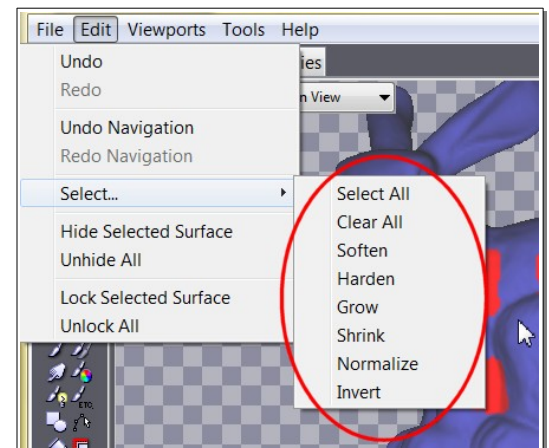 File Edit Viewports Tools Help
Undo
ies
Redo
n View
Undo Navigation
Redo Navigation
Select...
Select All
Hide Selected Surface
Clear All
Unhide All
Soften
Harden
Lock Selected Surface
Grow
Unlock All
Shrink
Normalize
Invert